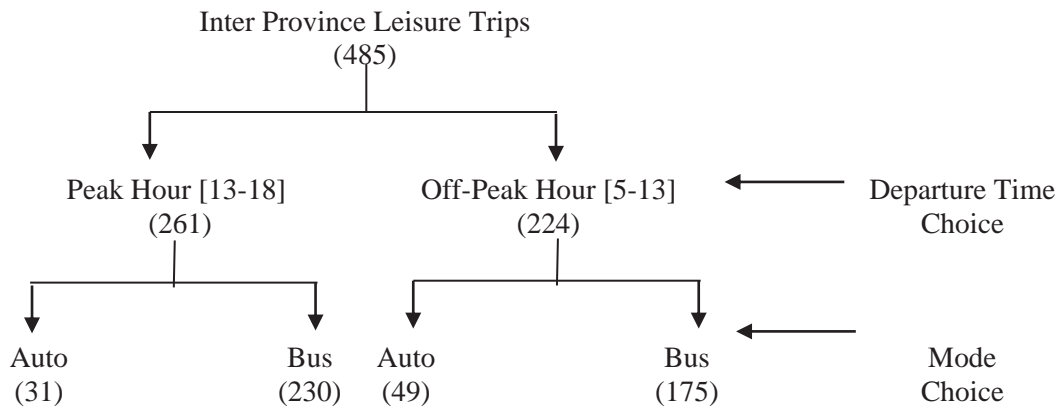 Inter Province Leisure Trips
(485)
Peak Hour [13-18]
(261)
Off-Peak Hour [5-13]
(224)
Departure Time
Choice
Auto
(31)
Bus
(230)
Auto
(49)
Bus
(175)
Mode
Choice